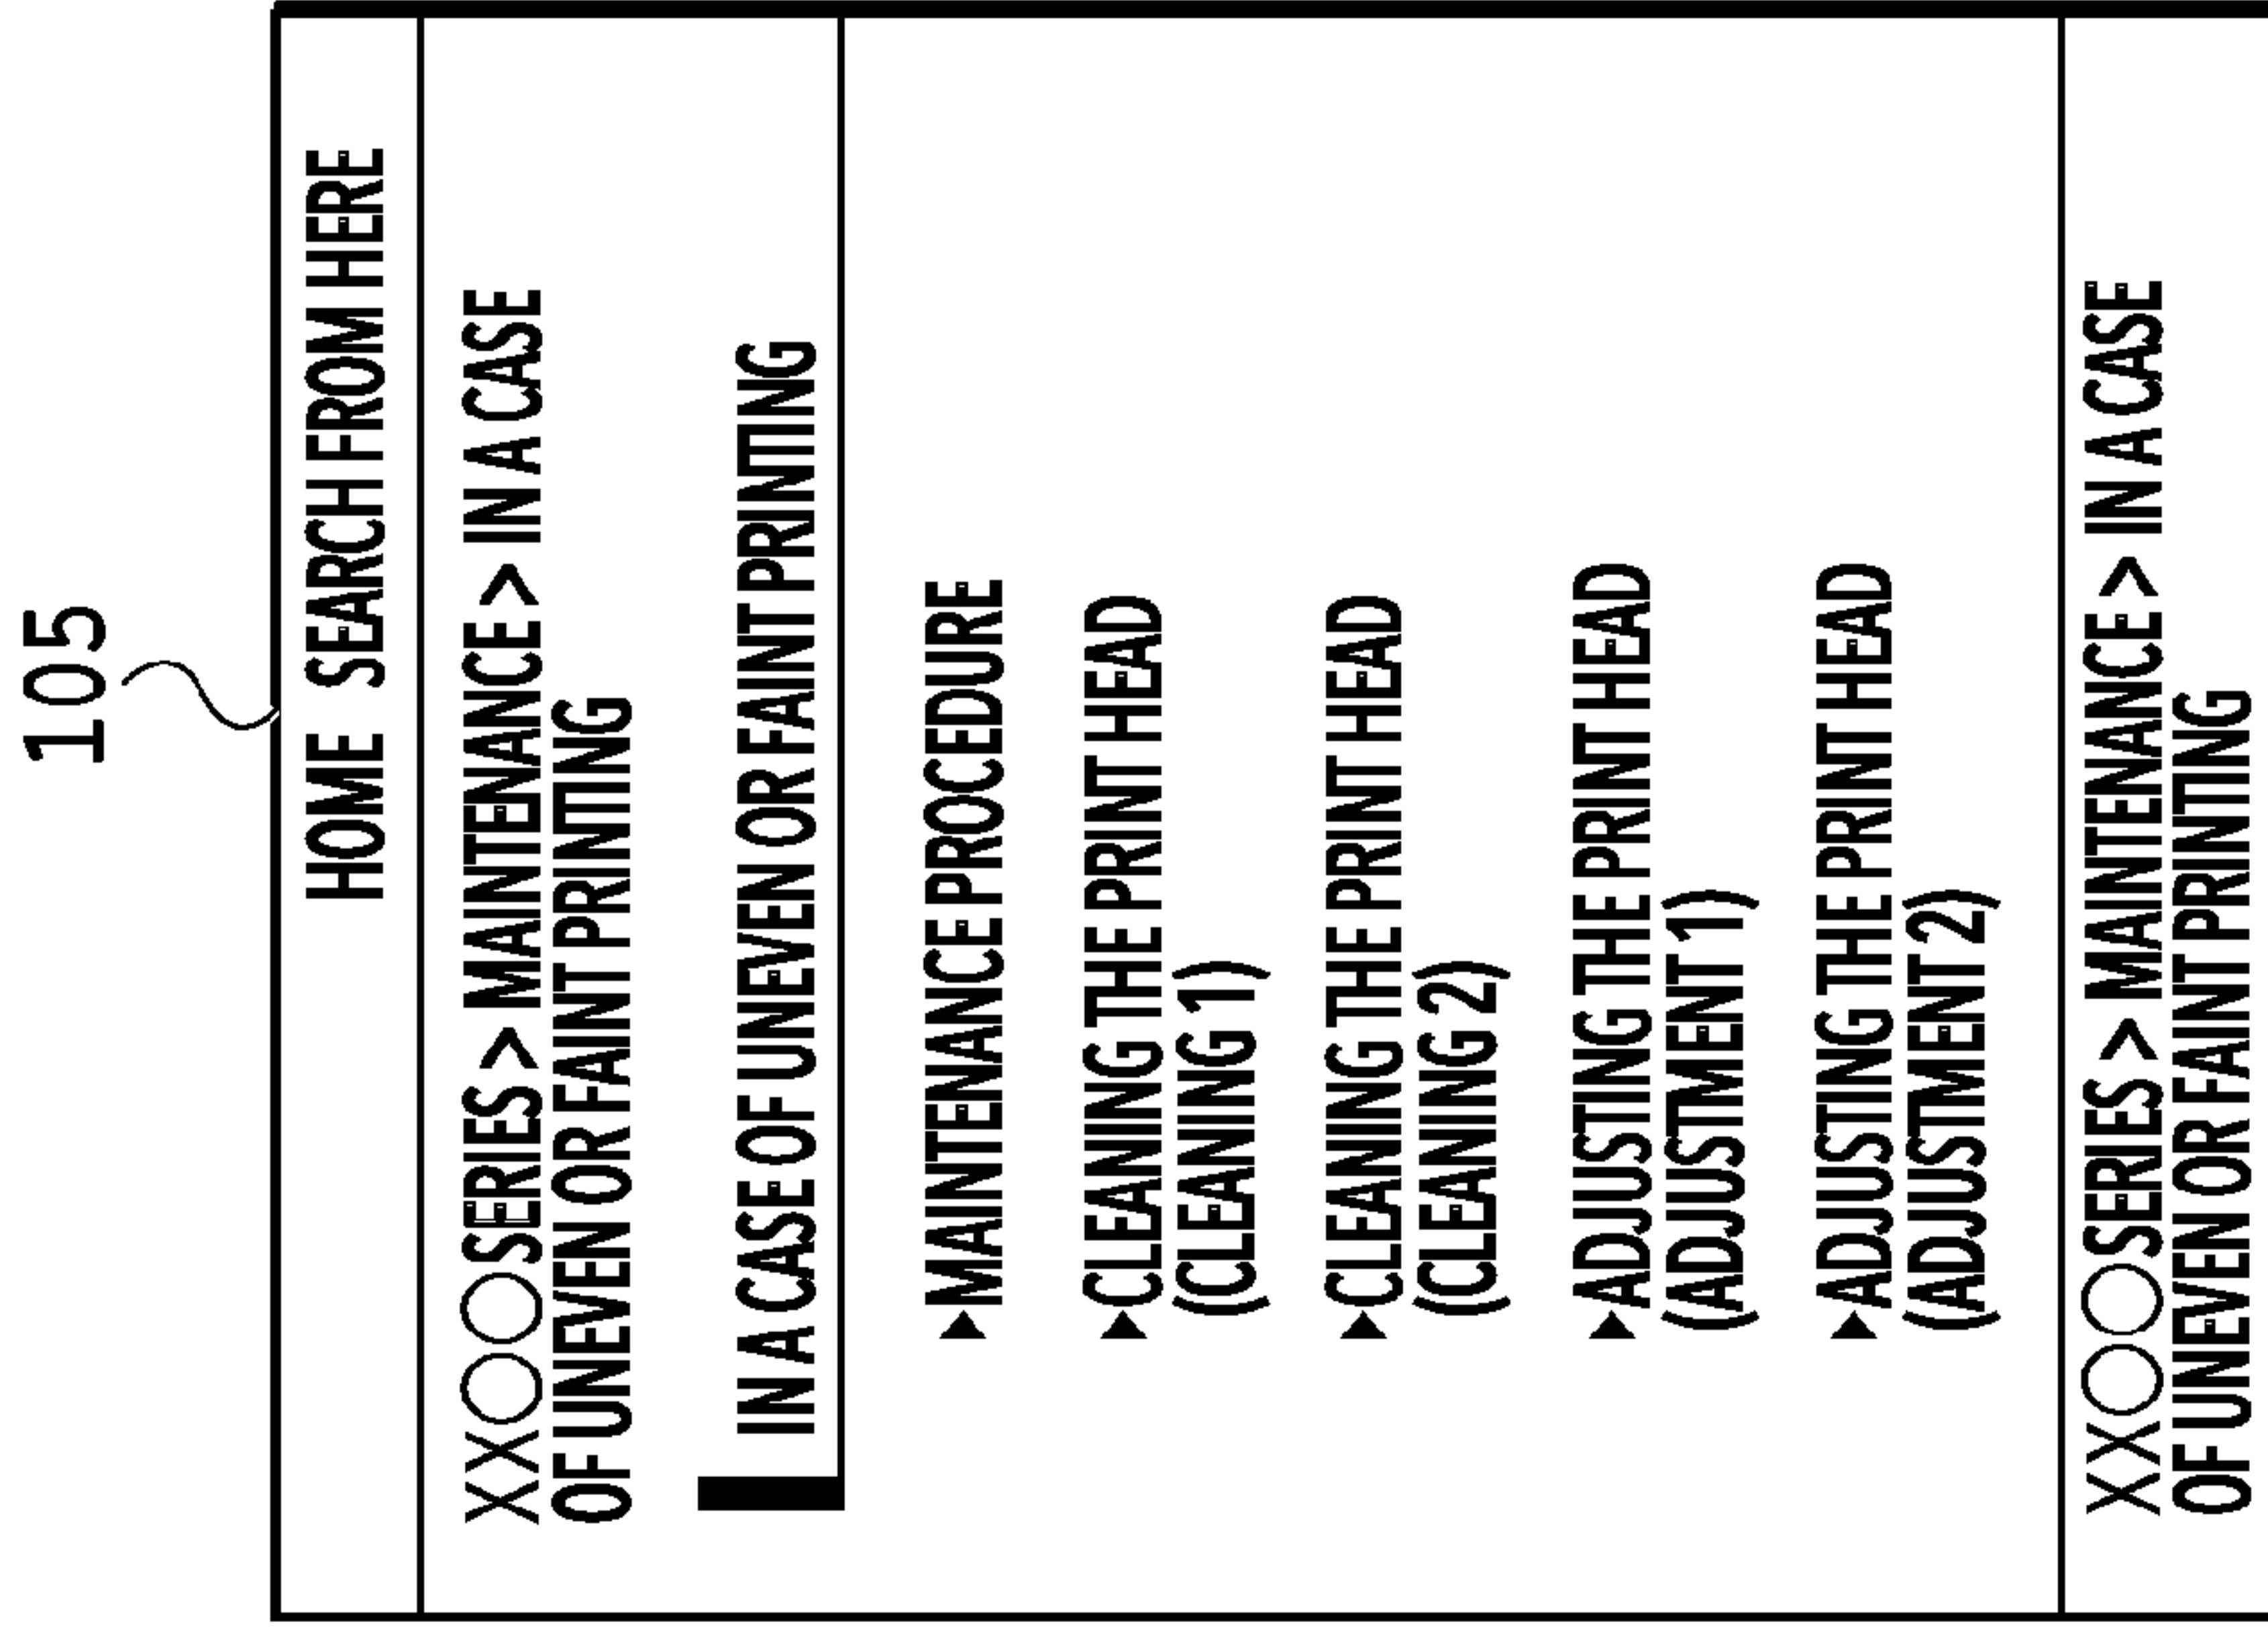 105
HOME SEARCH FROM HERE
XX○○SERIES > MAINTENANCE > IN A CASE
OF UNEVEN OR FAINT PRINTING
IN A CASE OF UNEVEN OR FAINT PRINTING
▶ MAINTENANCE PROCEDURE
▶ CLEANING THE PRINT HEAD
(CLEANING 1)
▶ CLEANING THE PRINT HEAD
(CLEANING 2)
▶ ADJUSTING THE PRINT HEAD
(ADJUSTMENT 1)
▶ ADJUSTING THE PRINT HEAD
(ADJUSTMENT 2)
XX○○SERIES > MAINTENANCE > IN A CASE
OF UNEVEN OR FAINT PRINTING